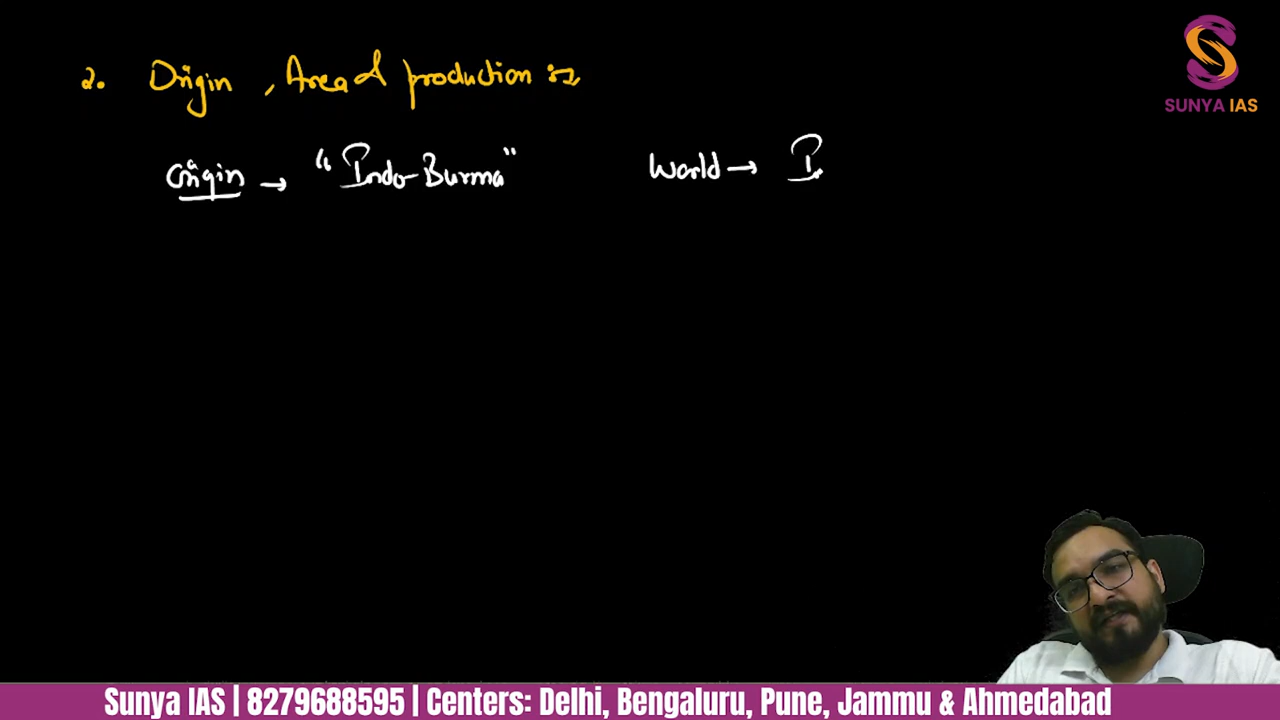 2. Origin, Area & production :-
SUNYA IAS
Origin → "Indo-Burma" World → In
Sunya IAS | 8279688595 | Centers: Delhi, Bengaluru, Pune, Jammu & Ahmedabad